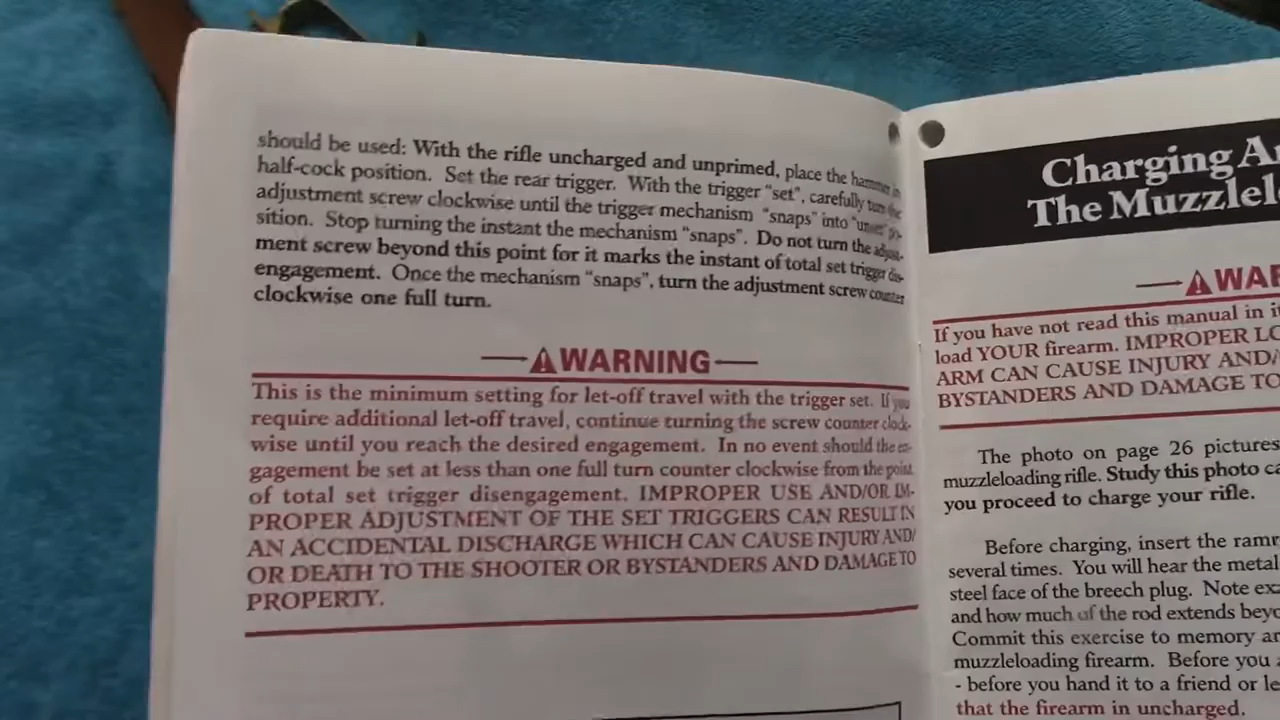 should be used: With the rifle uncharged and unprimed, place the hammer in
half-cock position. Set the rear trigger. With the trigger "set", carefully turn the
adjustment screw clockwise until the trigger mechanism "snaps" into "unset" po-
sition. Stop turning the instant the mechanism "snaps". Do not turn the adjust-
ment screw beyond this point for it marks the instant of total set trigger dis-
engagement. Once the mechanism "snaps", turn the adjustment screw counter
clockwise one full turn.
WARNING
This is the minimum setting for let-off travel with the trigger set. If you
require additional let-off travel, continue turning the screw counter clock-
wise until you reach the desired engagement. In no event should the en-
gagement be set at less than one full turn counter clockwise from the point
of total set trigger disengagement. IMPROPER USE AND/OR IM-
PROPER ADJUSTMENT OF THE SET TRIGGERS CAN RESULT IN
AN ACCIDENTAL DISCHARGE WHICH CAN CAUSE INJURY AND/
OR DEATH TO THE SHOOTER OR BYSTANDERS AND DAMAGE TO
PROPERTY.
Charging
The Muzzlel
WAR
If you have not read this manual in
load YOUR firearm. IMPROPER LO
ARM CAN CAUSE INJURY AND/
BYSTANDERS AND DAMAGE TO
The photo on page 26 pictures
muzzleloading rifle. Study this photo ca
you proceed to charge your rifle.
Before charging, insert the ramr
several times. You will hear the metal
steel face of the breech plug. Note ex
and how much of the rod extends beyo
Commit this exercise to memory an
muzzleloading firearm. Before you
- before you hand it to a friend or le
that the firearm in uncharged.